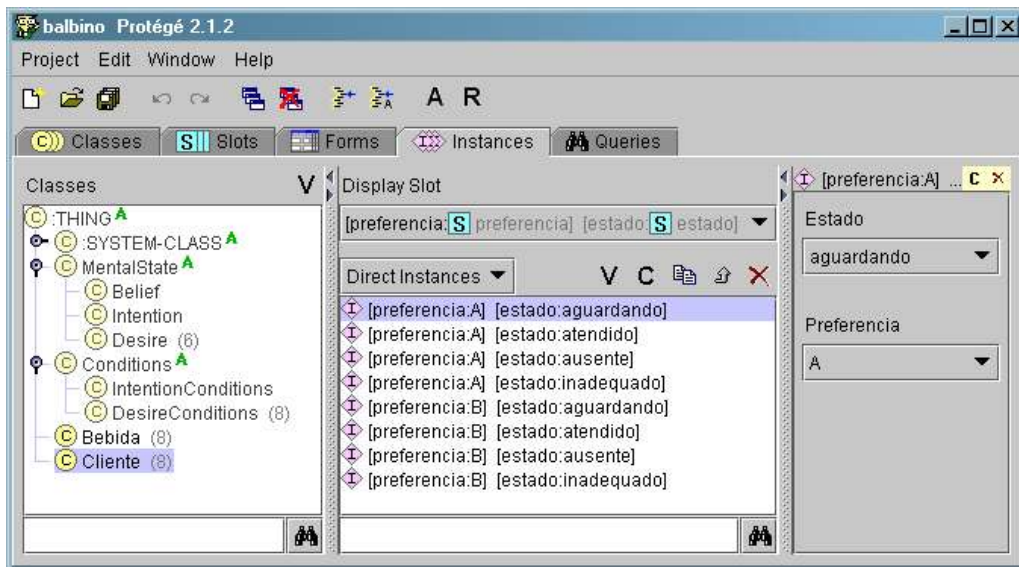 balbino Protégé 2.1.2
Project Edit Window Help
A R
C Classes S Slots Forms I Instances Queries
Classes V
C :THING A
C :SYSTEM-CLASS A
C MentalState A
C Belief
C Intention
C Desire (6)
C Conditions A
C IntentionConditions
C DesireConditions (8)
C Bebida (8)
C Cliente (8)
Display Slot
[preferencia: S preferencia] [estado: S estado]
Direct Instances V C
I [preferencia:A] [estado:aguardando]
I [preferencia:A] [estado:atendido]
I [preferencia:A] [estado:ausente]
I [preferencia:A] [estado:inadequado]
I [preferencia:B] [estado:aguardando]
I [preferencia:B] [estado:atendido]
I [preferencia:B] [estado:ausente]
I [preferencia:B] [estado:inadequado]
I [preferencia:A] ... C
Estado
aguardando
Preferencia
A